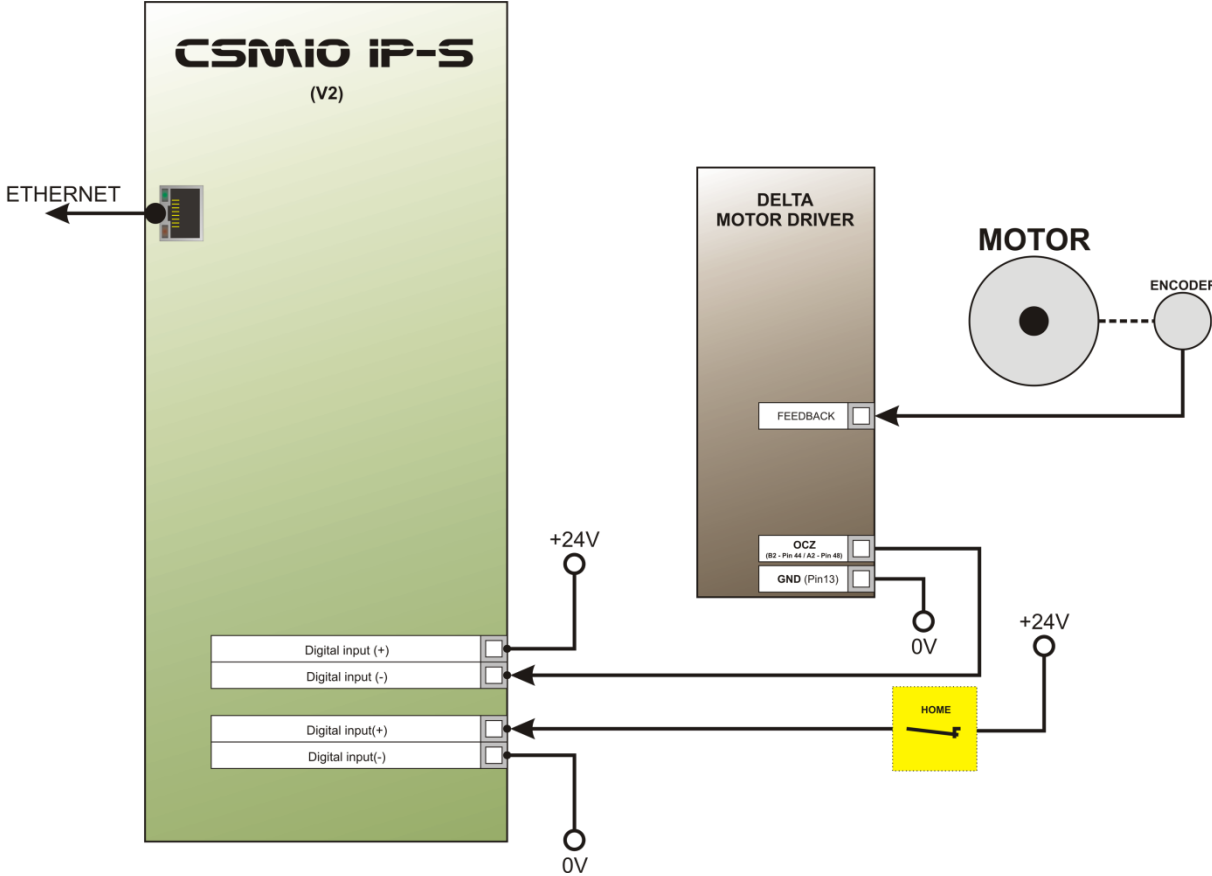 CSMIO IP-S
(V2)
ETHERNET
DELTA
MOTOR DRIVER
MOTOR
ENCODER
FEEDBACK
+24V
OCZ
(B2 - Pin 44 / A2 - Pin 48)
GND (Pin13)
0V
+24V
Digital input (+)
Digital input (-)
HOME
Digital input(+)
Digital input(-)
0V